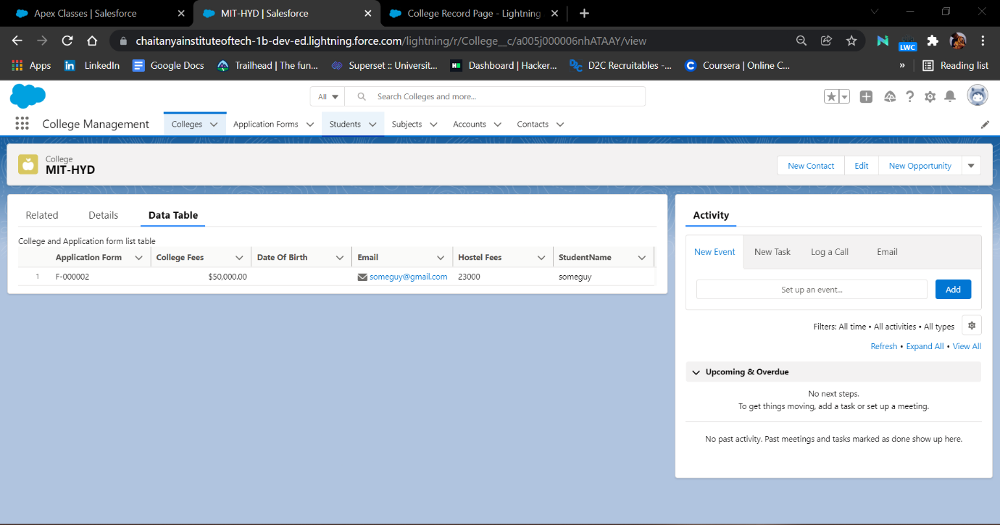 Apex Classes | Salesforce
MIT-HYD | Salesforce
College Record Page - Lightning
chaitanyainstituteoftech-1b-dev-ed.lightning.force.com/lightning/r/College__c/a005j000006nhATAAY/view
LWC
Apps
LinkedIn
Google Docs
Trailhead | The fun...
Superset :: Universit...
Dashboard | Hacker...
D2C Recruitables -...
Coursera | Online C...
»
Reading list
All
Search Colleges and more...
College Management
Colleges
Application Forms
Students
Subjects
Accounts
Contacts
College
MIT-HYD
New Contact
Edit
New Opportunity
Related
Details
Data Table
College and Application form list table
Application Form
College Fees
Date Of Birth
Email
Hostel Fees
StudentName
1
F-000002
$50,000.00
someguy@gmail.com
23000
someguy
Activity
New Event
New Task
Log a Call
Email
Set up an event...
Add
Filters: All time • All activities • All types
Refresh • Expand All • View All
Upcoming & Overdue
No next steps.
To get things moving, add a task or set up a meeting.
No past activity. Past meetings and tasks marked as done show up here.